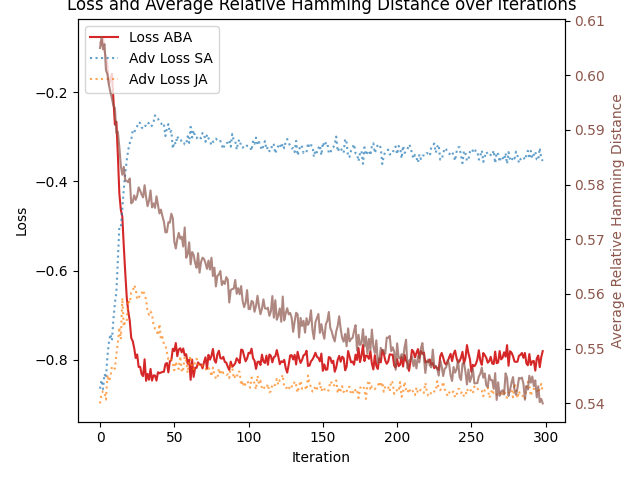 Loss and Average Relative Hamming Distance over Iterations
Loss ABA
Adv Loss SA
Adv Loss JA
−0.2
−0.4
−0.6
−0.8
Loss
0.61
0.60
0.59
0.58
0.57
0.56
0.55
0.54
Average Relative Hamming Distance
0
50
100
150
200
250
300
Iteration